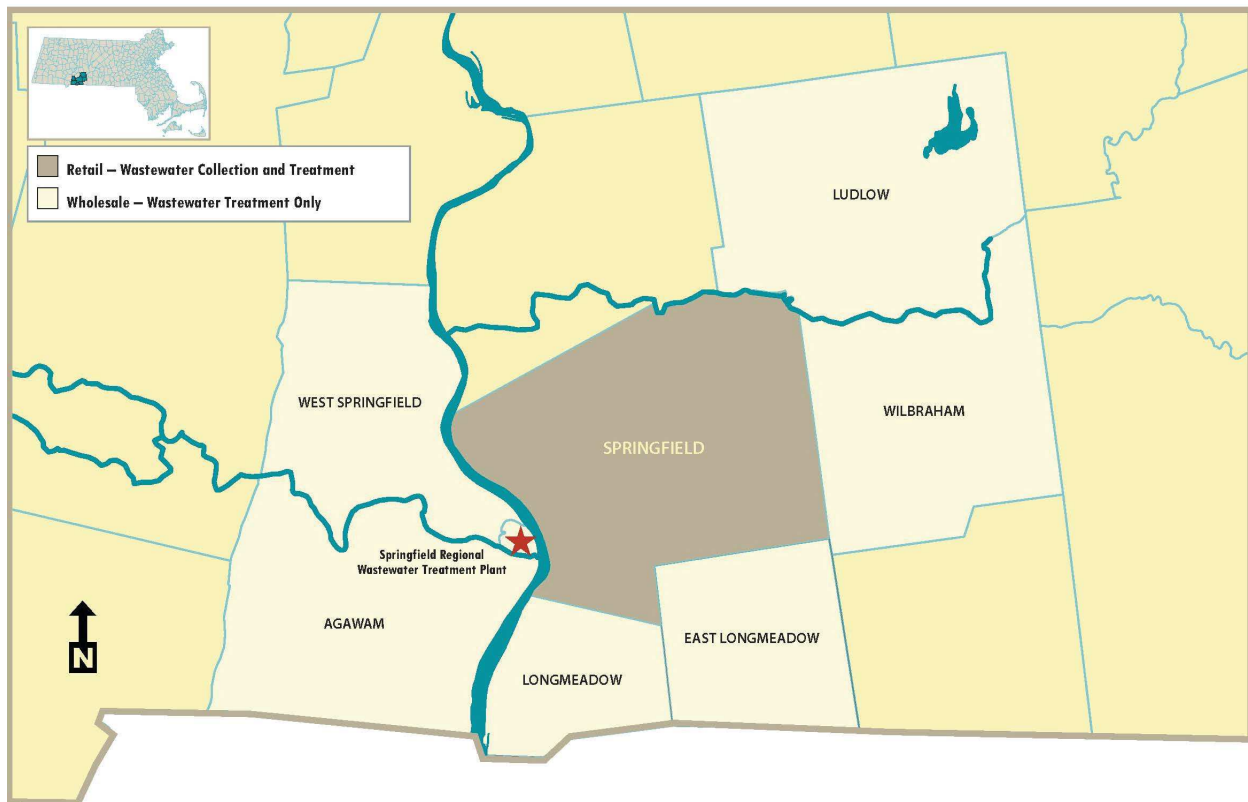 Retail – Wastewater Collection and Treatment
Wholesale – Wastewater Treatment Only
LUDLOW
WEST SPRINGFIELD
WILBRAHAM
SPRINGFIELD
Springfield Regional
Wastewater Treatment Plant
AGAWAM
EAST LONGMEADOW
LONGMEADOW
N